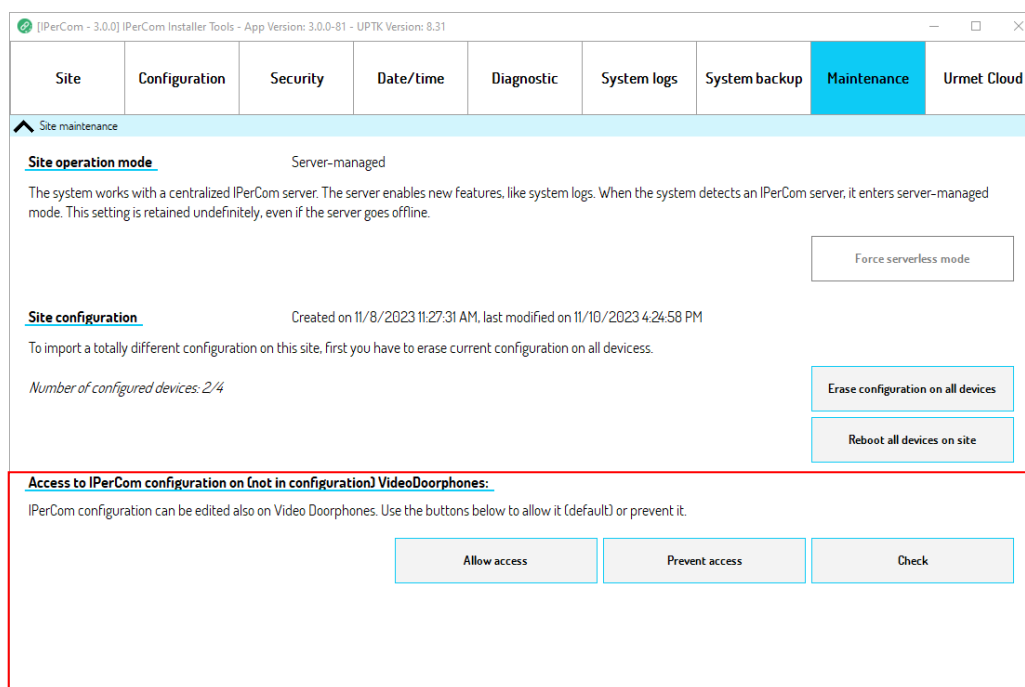 [IPerCom - 3.0.0] IPerCom Installer Tools - App Version: 3.0.0-81 - UPTK Version: 8.31
Site
Configuration
Security
Date/time
Diagnostic
System logs
System backup
Maintenance
Urmet Cloud
Site maintenance
Site operation mode
Server-managed
The system works with a centralized IPerCom server. The server enables new features, like system logs. When the system detects an IPerCom server, it enters server-managed
mode. This setting is retained undefinitely, even if the server goes offline.
Force serverless mode
Site configuration
Created on 11/8/2023 11:27:31 AM, last modified on 11/10/2023 4:24:58 PM
To import a totally different configuration on this site, first you have to erase current configuration on all devicess.
Number of configured devices: 2/4
Erase configuration on all devices
Reboot all devices on site
Access to IPerCom configuration on (not in configuration) VideoDoorphones:
IPerCom configuration can be edited also on Video Doorphones. Use the buttons below to allow it (default) or prevent it.
Allow access
Prevent access
Check